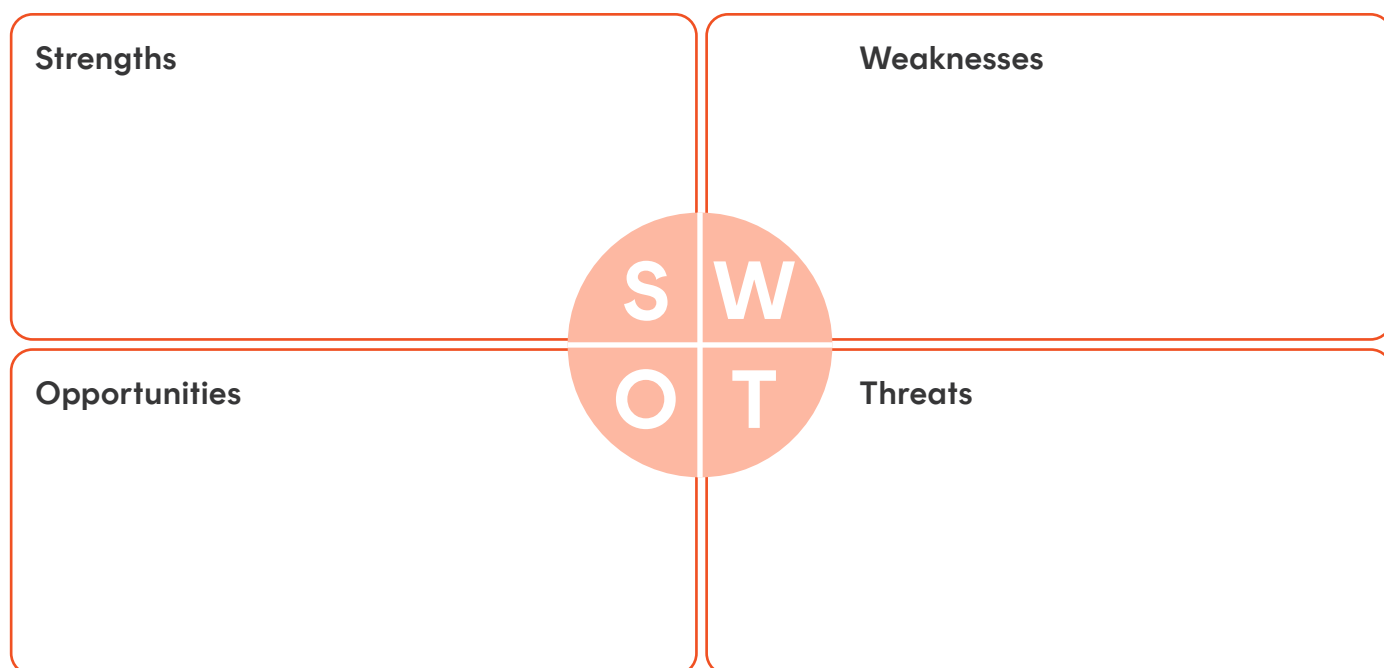 Strengths
Weaknesses
S W
O T
Opportunities
Threats